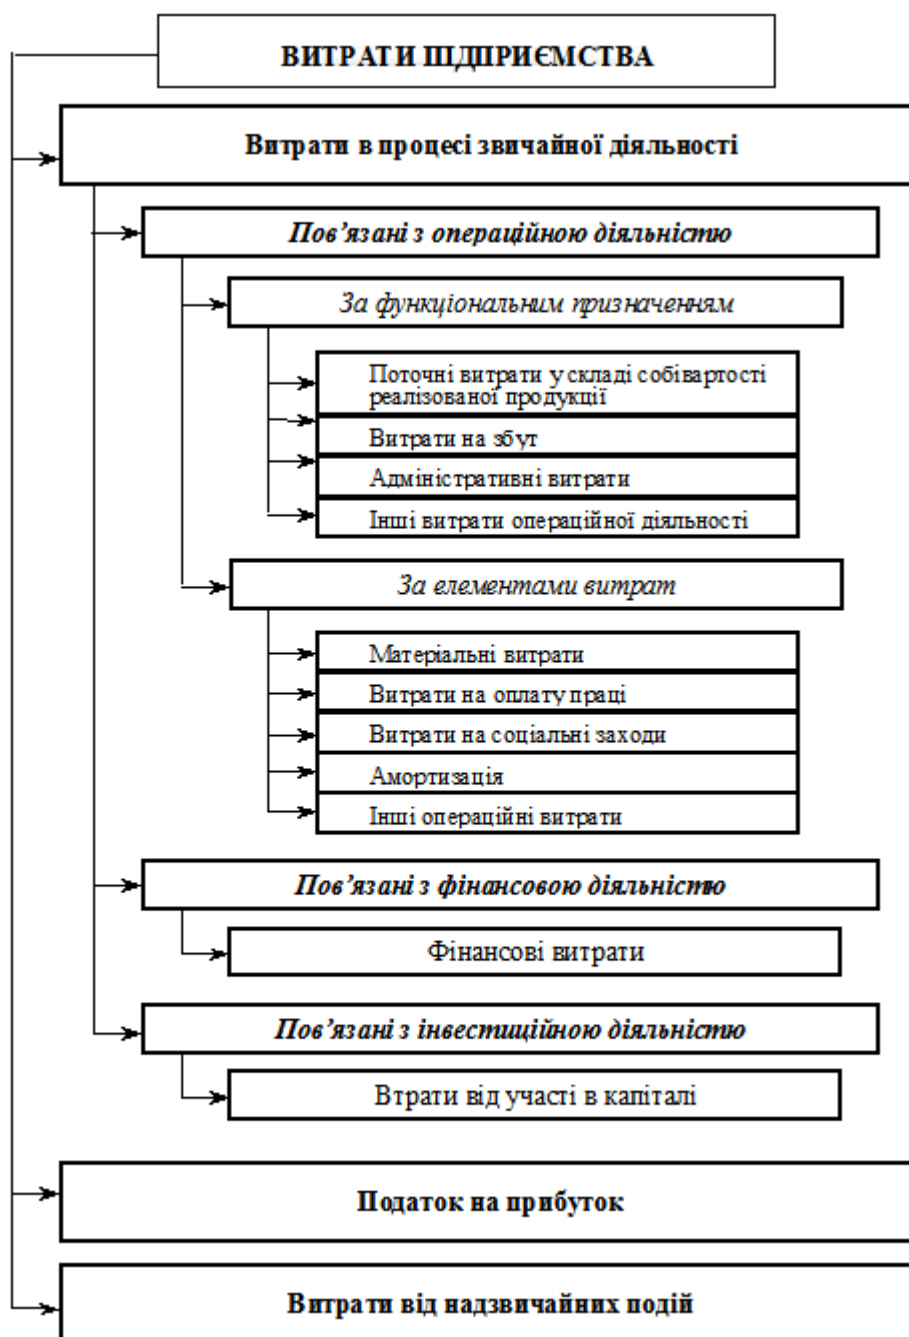 ВИТРАТИ ПІДПРИЄМСТВА
Витрати в процесі звичайної діяльності
Пов’язані з операційною діяльністю
За функціональним призначенням
Поточні витрати у складі собівартості
реалізованої продукції
Витрати на збут
Адміністративні витрати
Інші витрати операційної діяльності
За елементами витрат
Матеріальні витрати
Витрати на оплату праці
Витрати на соціальні заходи
Амортизація
Інші операційні витрати
Пов’язані з фінансовою діяльністю
Фінансові витрати
Пов’язані з інвестиційною діяльністю
Втрати від участі в капіталі
Податок на прибуток
Витрати від надзвичайних подій